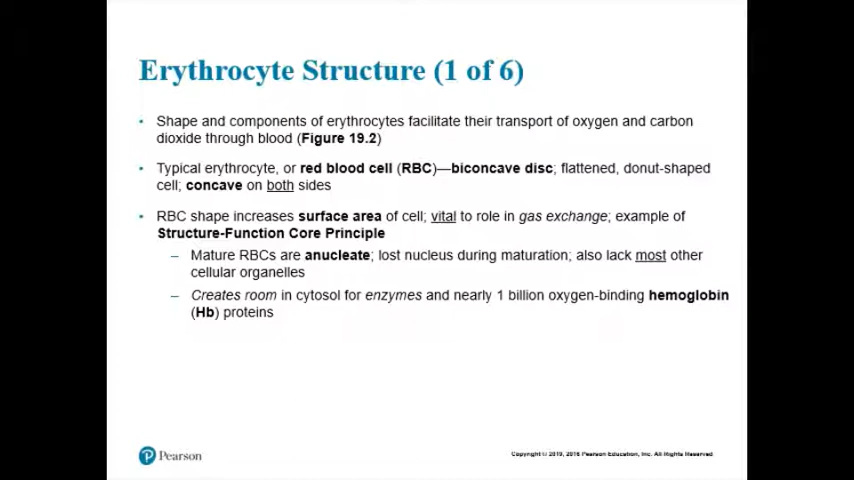 Erythrocyte Structure (1 of 6)
• Shape and components of erythrocytes facilitate their transport of oxygen and carbon
dioxide through blood (Figure 19.2)
• Typical erythrocyte, or red blood cell (RBC)—biconcave disc; flattened, donut-shaped
cell; concave on both sides
• RBC shape increases surface area of cell; vital to role in gas exchange; example of
Structure-Function Core Principle
– Mature RBCs are anucleate; lost nucleus during maturation; also lack most other
cellular organelles
– Creates room in cytosol for enzymes and nearly 1 billion oxygen-binding hemoglobin
(Hb) proteins
P Pearson
Copyright © 2019, 2016 Pearson Education, Inc. All Rights Reserved